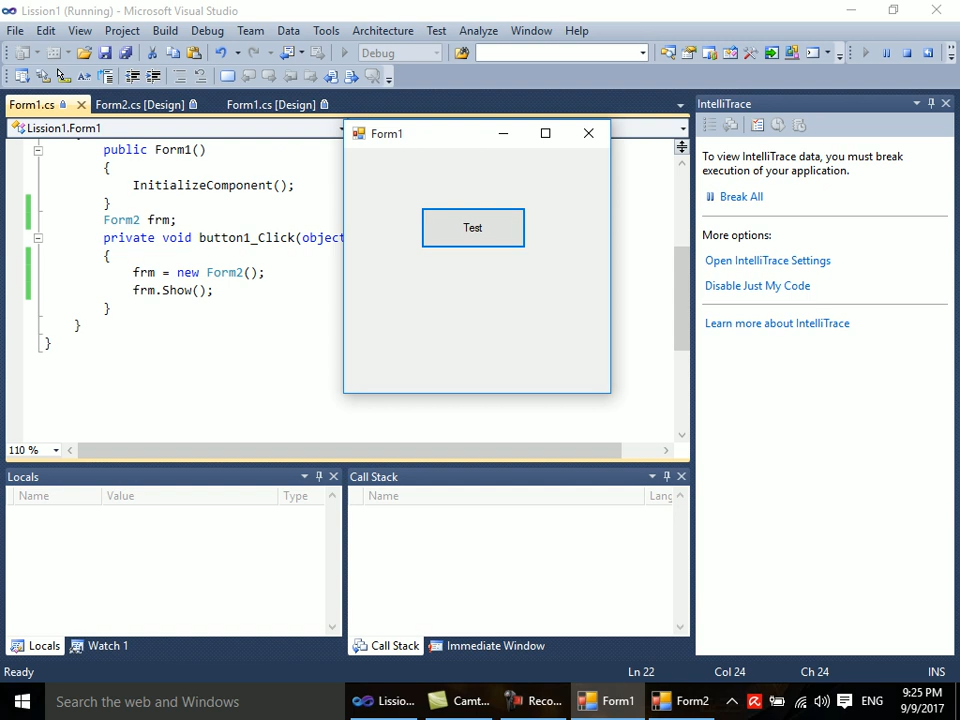 Lission1 (Running) - Microsoft Visual Studio
File Edit View Project Build Debug Team Data Tools Architecture Test Analyze Window Help
Debug
Form1.cs Form2.cs [Design] Form1.cs [Design]
Lission1.Form1
public Form1()
{
InitializeComponent();
}
Form2 frm;
private void button1_Click(object
{
frm = new Form2();
frm.Show();
}
}
}
110 %
Form1
Test
IntelliTrace
To view IntelliTrace data, you must break
execution of your application.
Break All
More options:
Open IntelliTrace Settings
Disable Just My Code
Learn more about IntelliTrace
Locals
Name Value Type
Call Stack
Name Lang
Locals Watch 1
Call Stack Immediate Window
Ready Ln 22 Col 24 Ch 24 INS
Search the web and Windows
Lissio... Camt... Reco... Form1 Form2
ENG
9:25 PM
9/9/2017